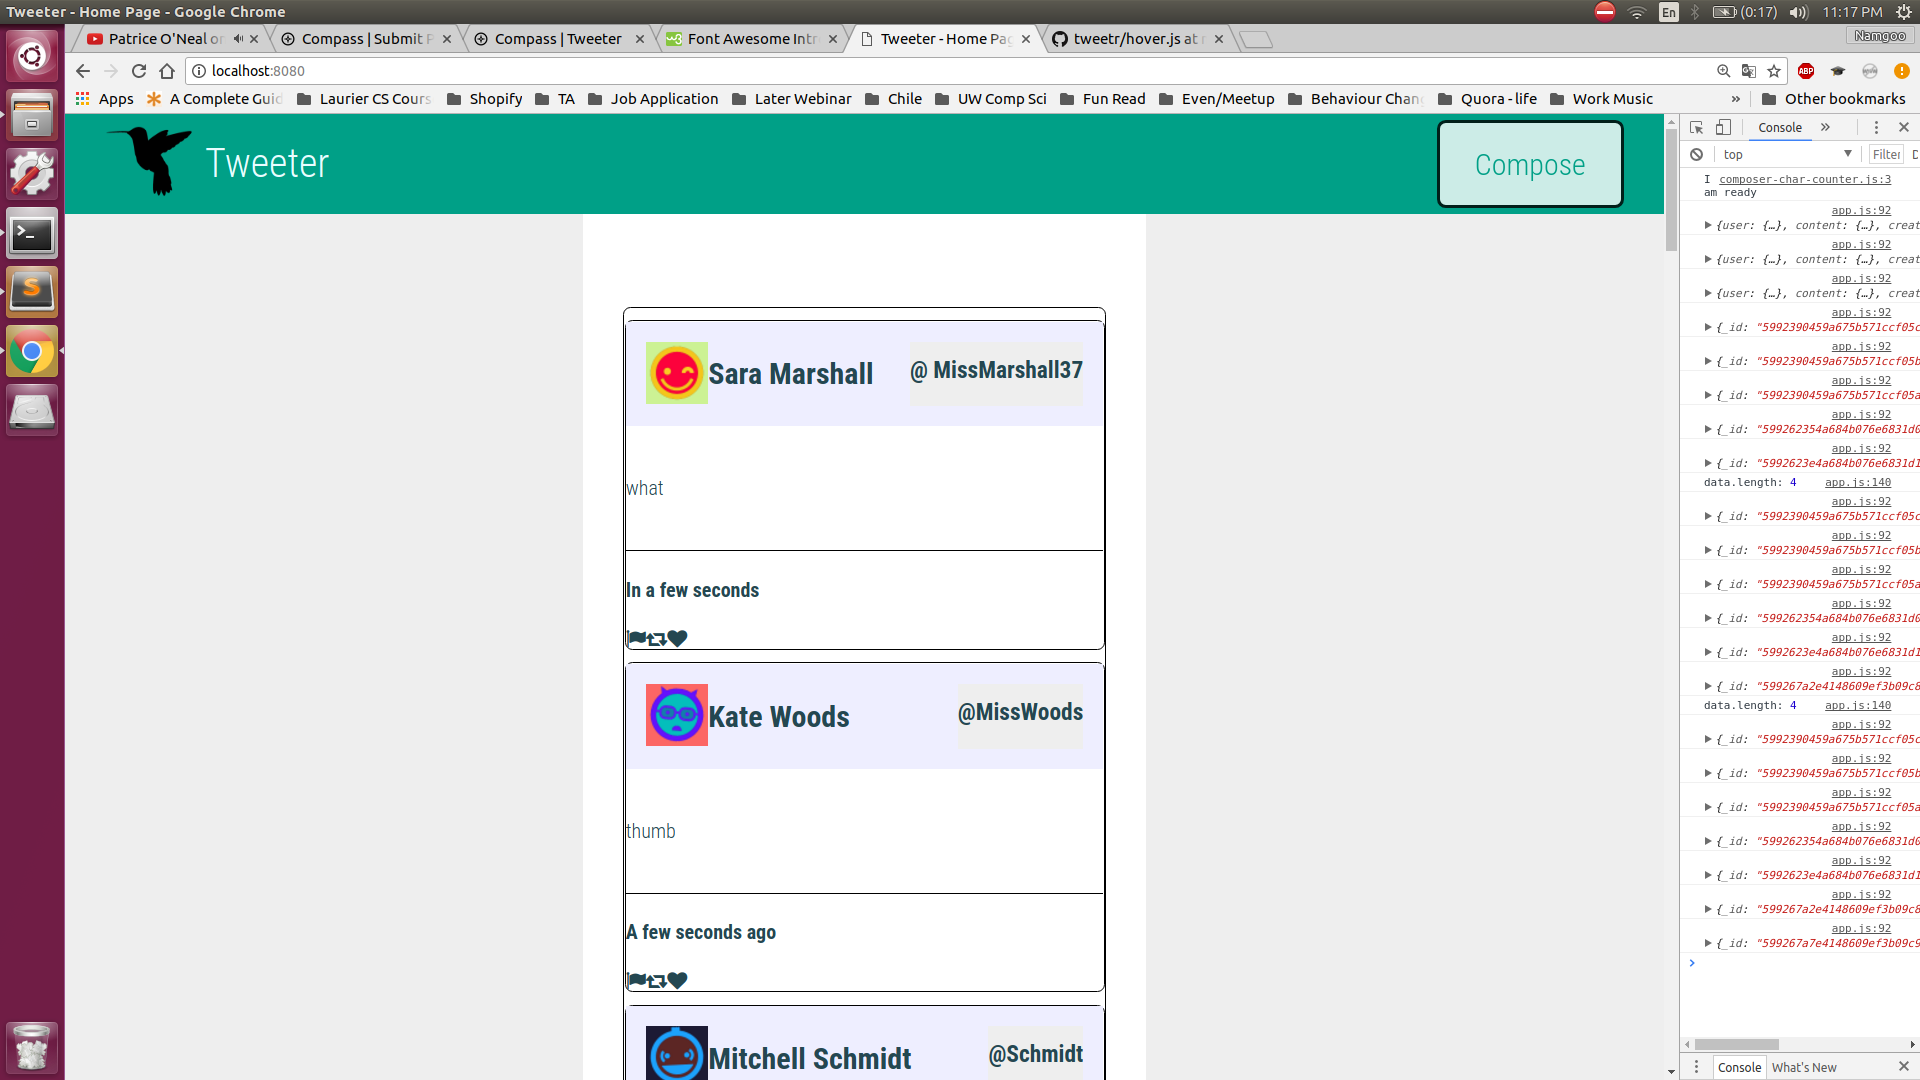 Tweeter - Home Page - Google Chrome
En
(0:17)
11:17 PM
Patrice O'Neal on
Compass | Submit P
Compass | Tweeter
Font Awesome Intr
Tweeter - Home Pag
tweetr/hover.js at
Namgoo
localhost:8080
ABP
Apps
A Complete Guid
Laurier CS Cours
Shopify
TA
Job Application
Later Webinar
Chile
UW Comp Sci
Fun Read
Even/Meetup
Behaviour Chan
Quora - life
Work Music
»
Other bookmarks
Tweeter
Compose
Sara Marshall
@ MissMarshall37
what
In a few seconds
Kate Woods
@MissWoods
thumb
A few seconds ago
Mitchell Schmidt
@Schmidt
Console
»
top
Filter
I composer-char-counter.js:3
am ready
app.js:92
{user: {…}, content: {…}, creat
app.js:92
{user: {…}, content: {…}, creat
app.js:92
{user: {…}, content: {…}, creat
app.js:92
{_id: "5992390459a675b571ccf05c
app.js:92
{_id: "5992390459a675b571ccf05b
app.js:92
{_id: "5992390459a675b571ccf05a
app.js:92
{_id: "599262354a684b076e6831d0
app.js:92
{_id: "5992623e4a684b076e6831d1
data.length: 4 app.js:140
app.js:92
{_id: "5992390459a675b571ccf05c
app.js:92
{_id: "5992390459a675b571ccf05b
app.js:92
{_id: "5992390459a675b571ccf05a
app.js:92
{_id: "599262354a684b076e6831d0
app.js:92
{_id: "5992623e4a684b076e6831d1
app.js:92
{_id: "599267a2e4148609ef3b09c8
data.length: 4 app.js:140
app.js:92
{_id: "5992390459a675b571ccf05c
app.js:92
{_id: "5992390459a675b571ccf05b
app.js:92
{_id: "5992390459a675b571ccf05a
app.js:92
{_id: "599262354a684b076e6831d0
app.js:92
{_id: "5992623e4a684b076e6831d1
app.js:92
{_id: "599267a2e4148609ef3b09c8
app.js:92
{_id: "599267a7e4148609ef3b09c9
Console
What's New